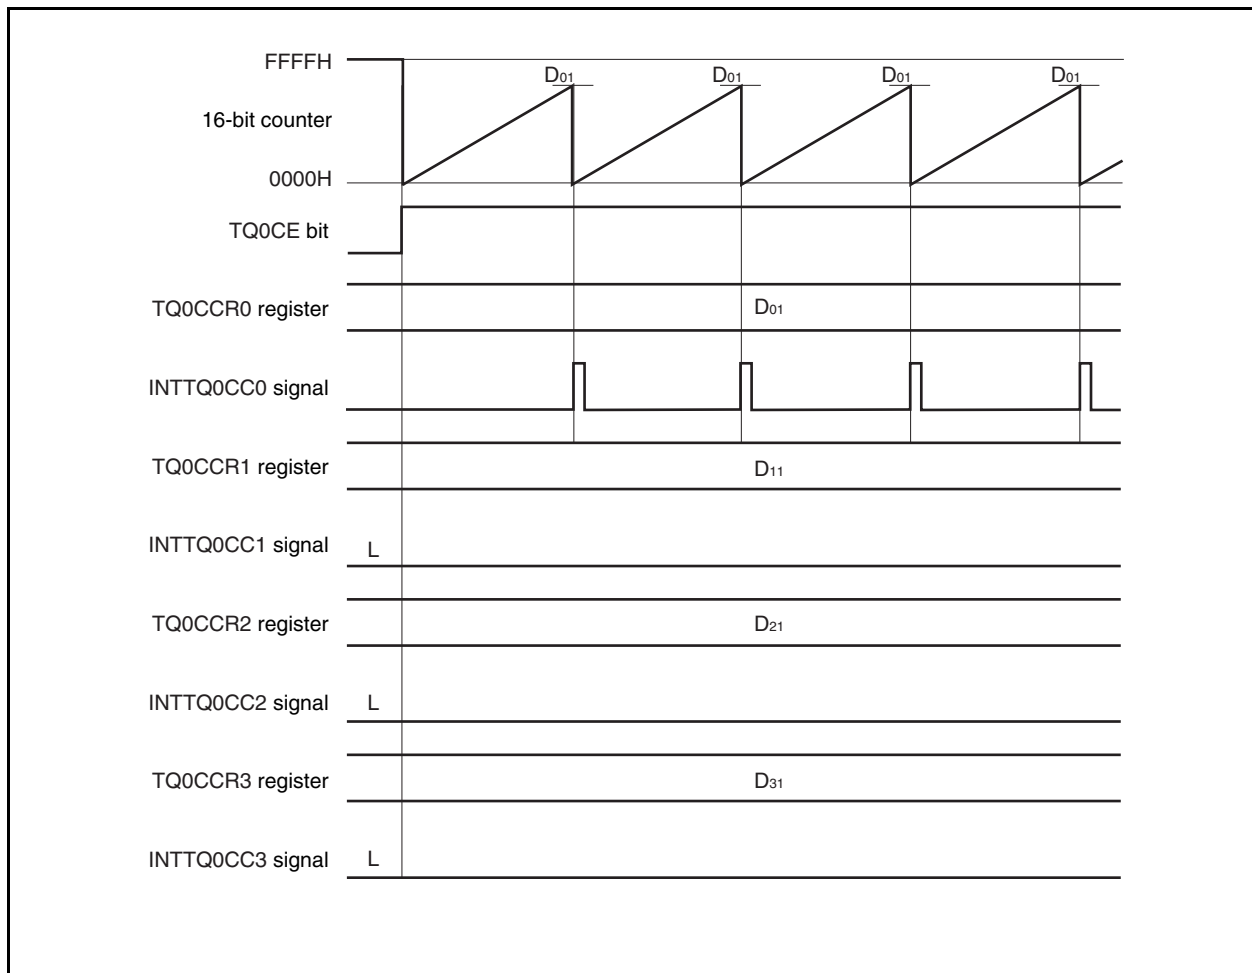 FFFFH
D01 D01 D01 D01
16-bit counter
0000H
TQ0CE bit
TQ0CCR0 register D01
INTTQ0CC0 signal
TQ0CCR1 register D11
INTTQ0CC1 signal L
TQ0CCR2 register D21
INTTQ0CC2 signal L
TQ0CCR3 register D31
INTTQ0CC3 signal L